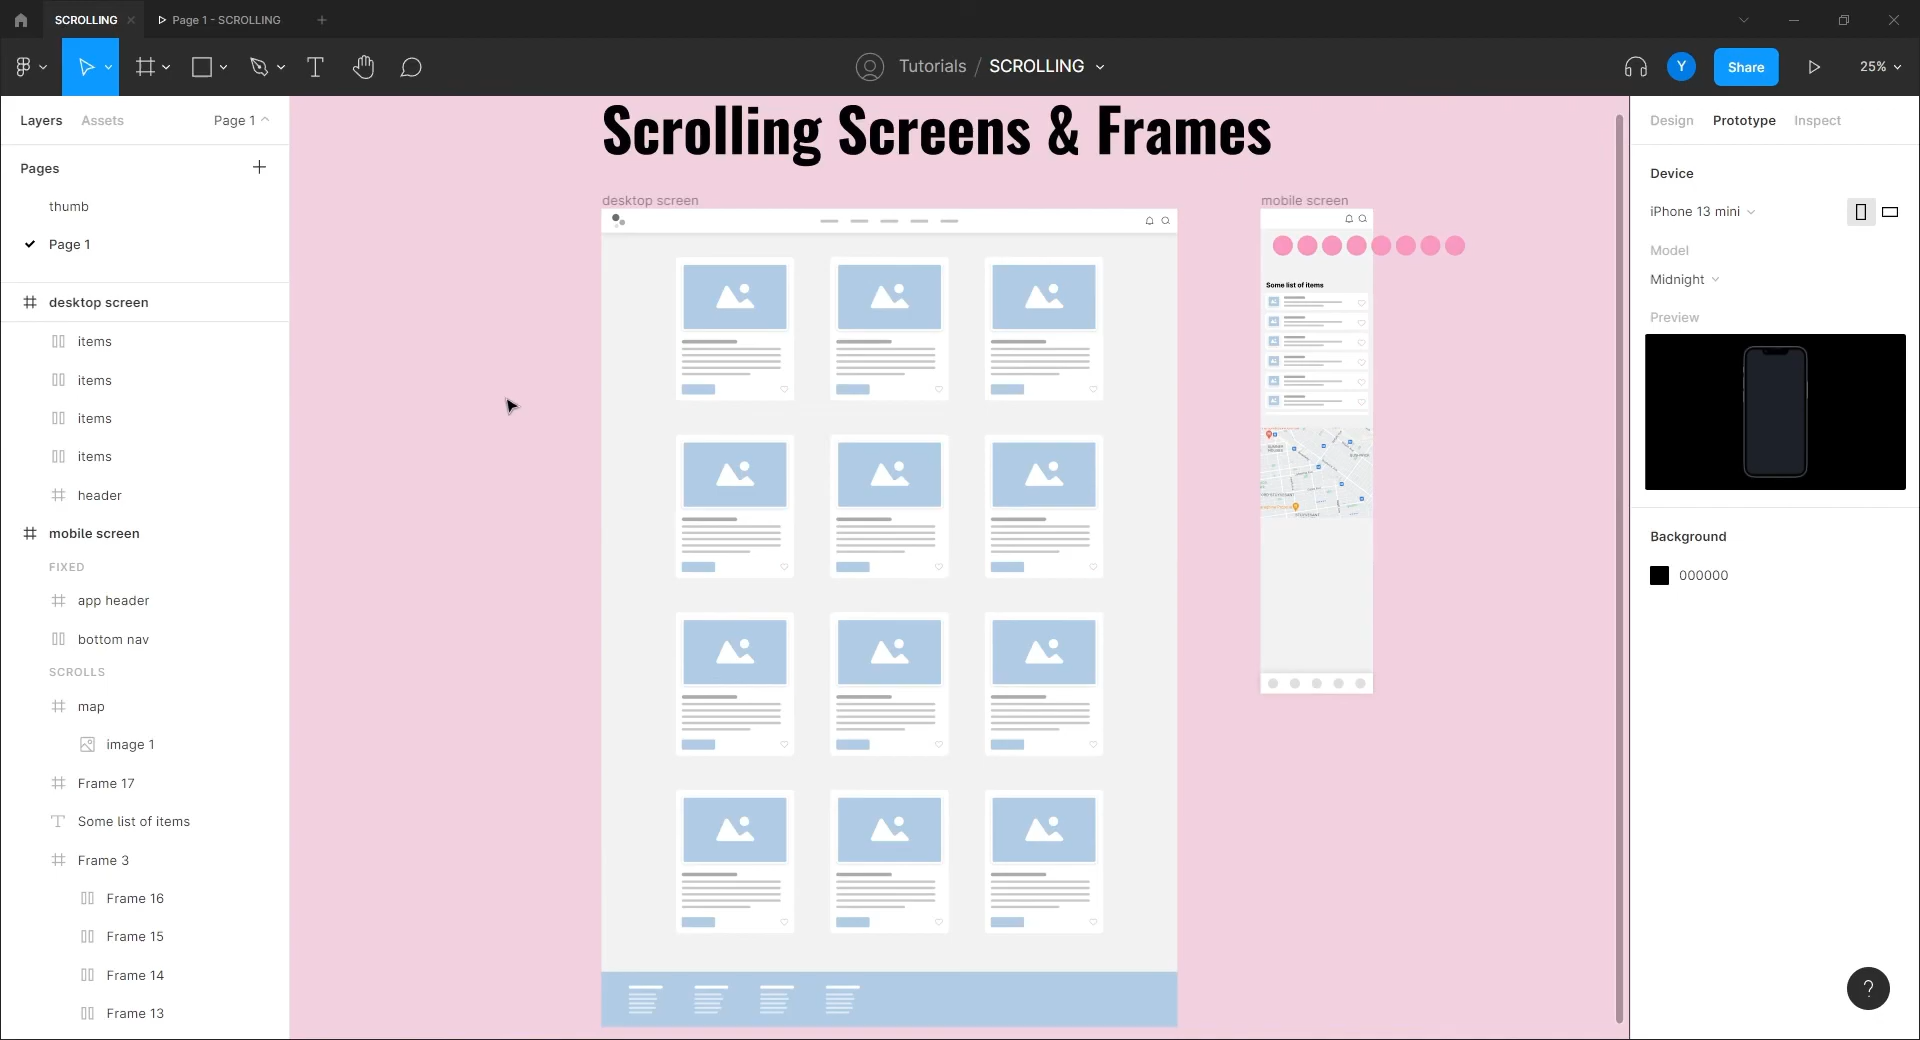 SCROLLING
Page 1 - SCROLLING
Tutorials / SCROLLING
Y
Share
25%
Layers
Assets
Page 1
Pages
thumb
Page 1
desktop screen
items
items
items
items
header
mobile screen
FIXED
app header
bottom nav
SCROLLS
map
image 1
Frame 17
Some list of items
Frame 3
Frame 16
Frame 15
Frame 14
Frame 13
Scrolling Screens & Frames
desktop screen
mobile screen
Some list of items
Design
Prototype
Inspect
Device
iPhone 13 mini
Model
Midnight
Preview
Background
000000
?